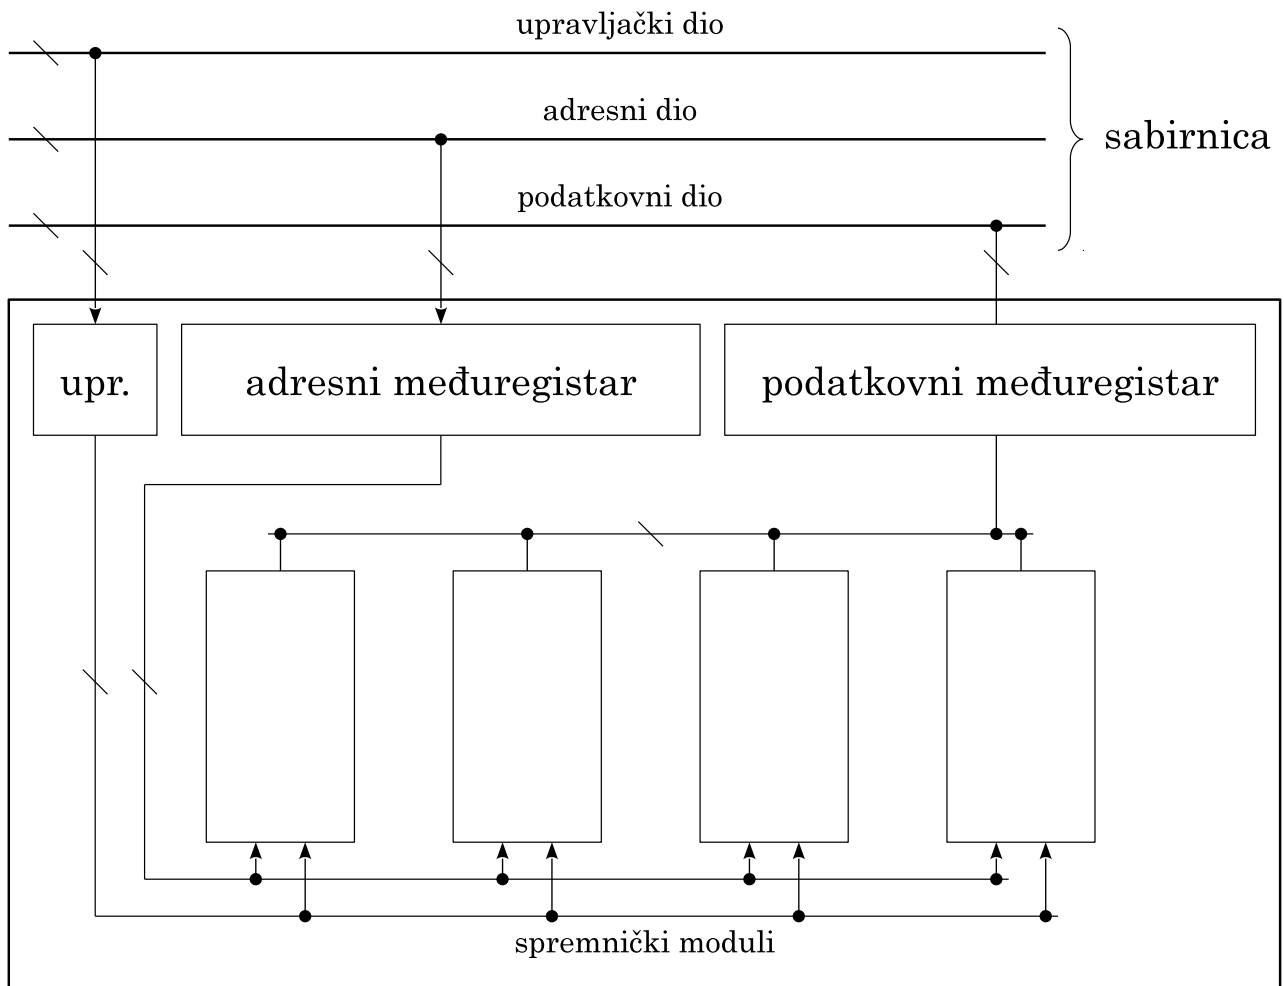 upravljački dio
adresni dio
sabirnica
podatkovni dio
upr.
adresni međuregistar
podatkovni međuregistar
spremnički moduli